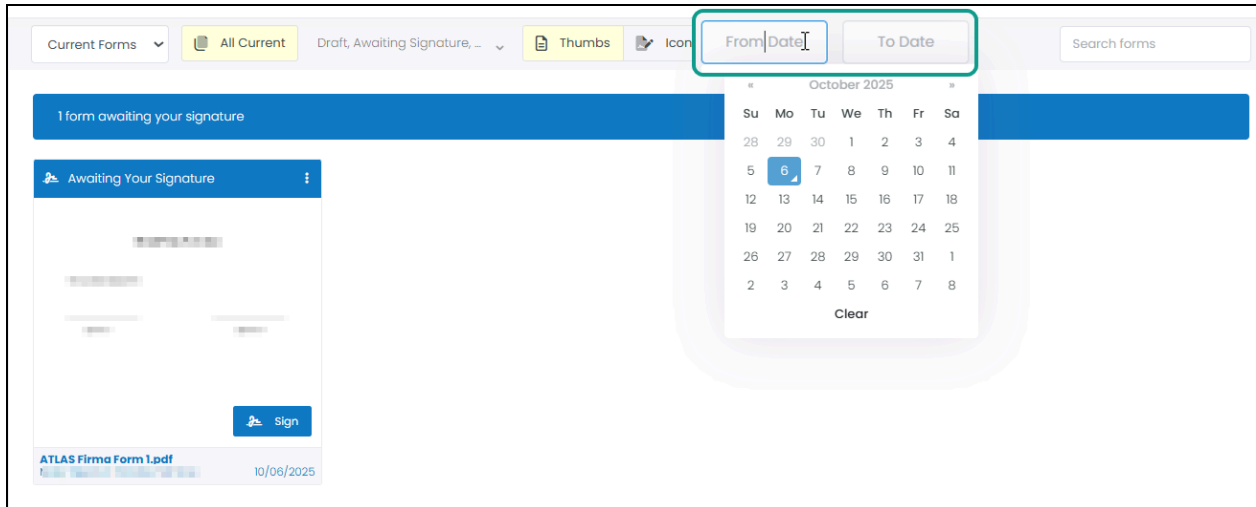 Current Forms All Current Draft, Awaiting Signature, ... Thumbs Icon From Date To Date Search forms
« October 2025 »
1 form awaiting your signature
Su Mo Tu We Th Fr Sa
28 29 30 1 2 3 4
5 6 7 8 9 10 11
12 13 14 15 16 17 18
19 20 21 22 23 24 25
26 27 28 29 30 31 1
2 3 4 5 6 7 8
Clear
Awaiting Your Signature
Sign
ATLAS Firma Form 1.pdf
10/06/2025